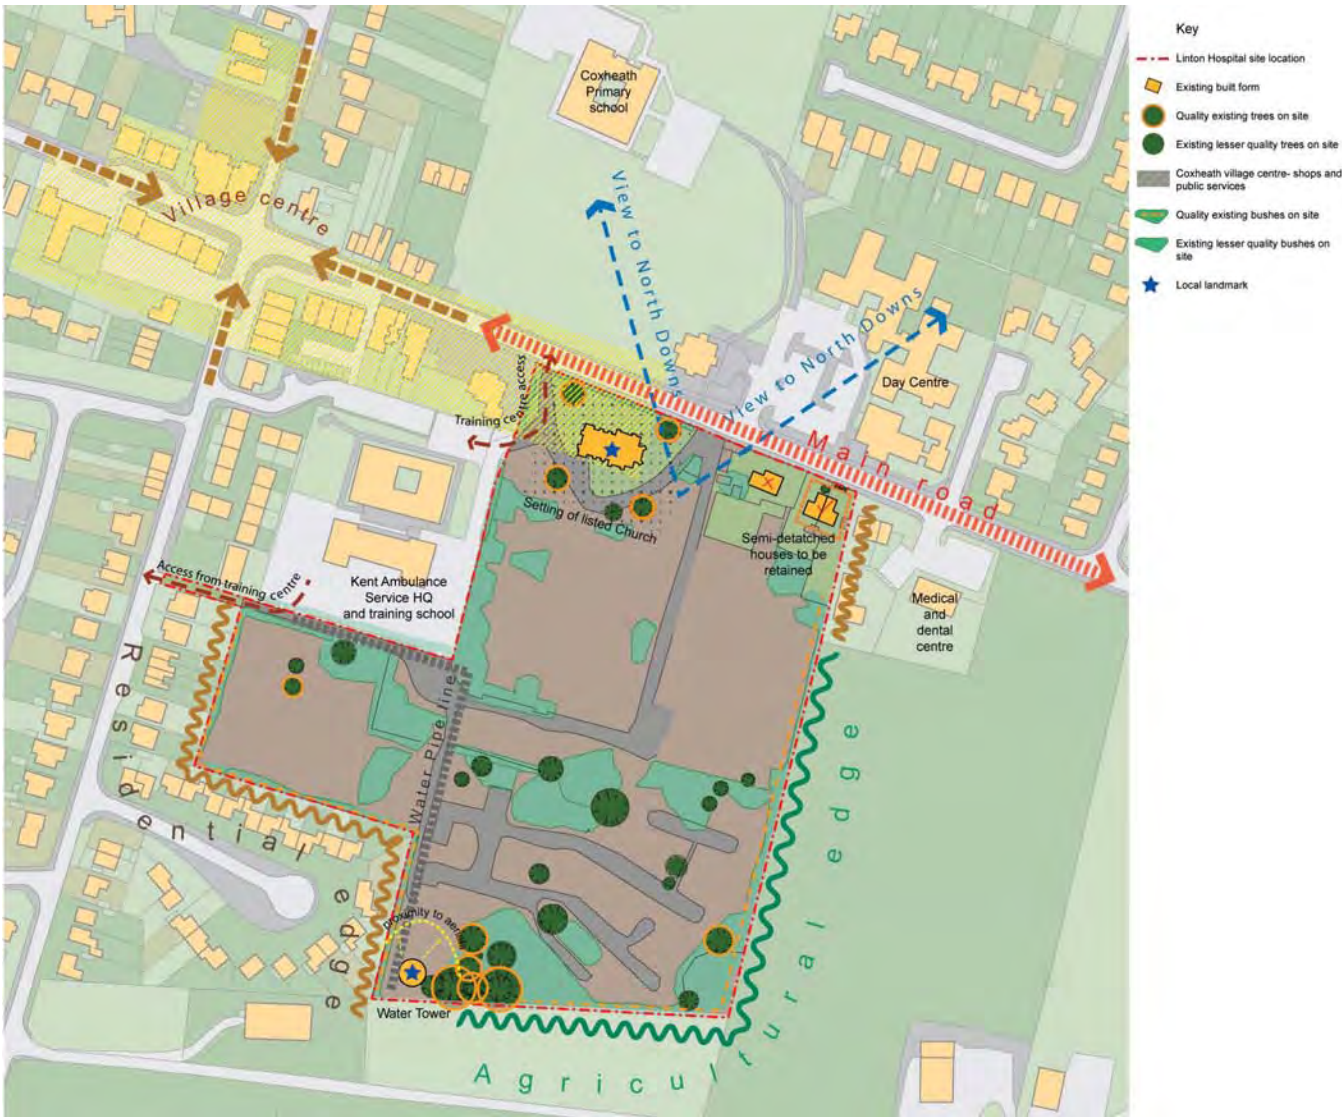 Coxheath
Primary
school
Village centre
View to North Downs
View to North Downs
Day Centre
Main road
Training centre access
Setting of listed Church
Semi-detatched
houses to be
retained
Medical
and
dental
centre
Access from training centre
Kent Ambulance
Service HQ
and training school
Residential edge
Water Pipe line
proximity to aerial
Water Tower
Agricultural edge
Key
Linton Hospital site location
Existing built form
Quality existing trees on site
Existing lesser quality trees on site
Coxheath village centre- shops and
public services
Quality existing bushes on site
Existing lesser quality bushes on
site
Local landmark